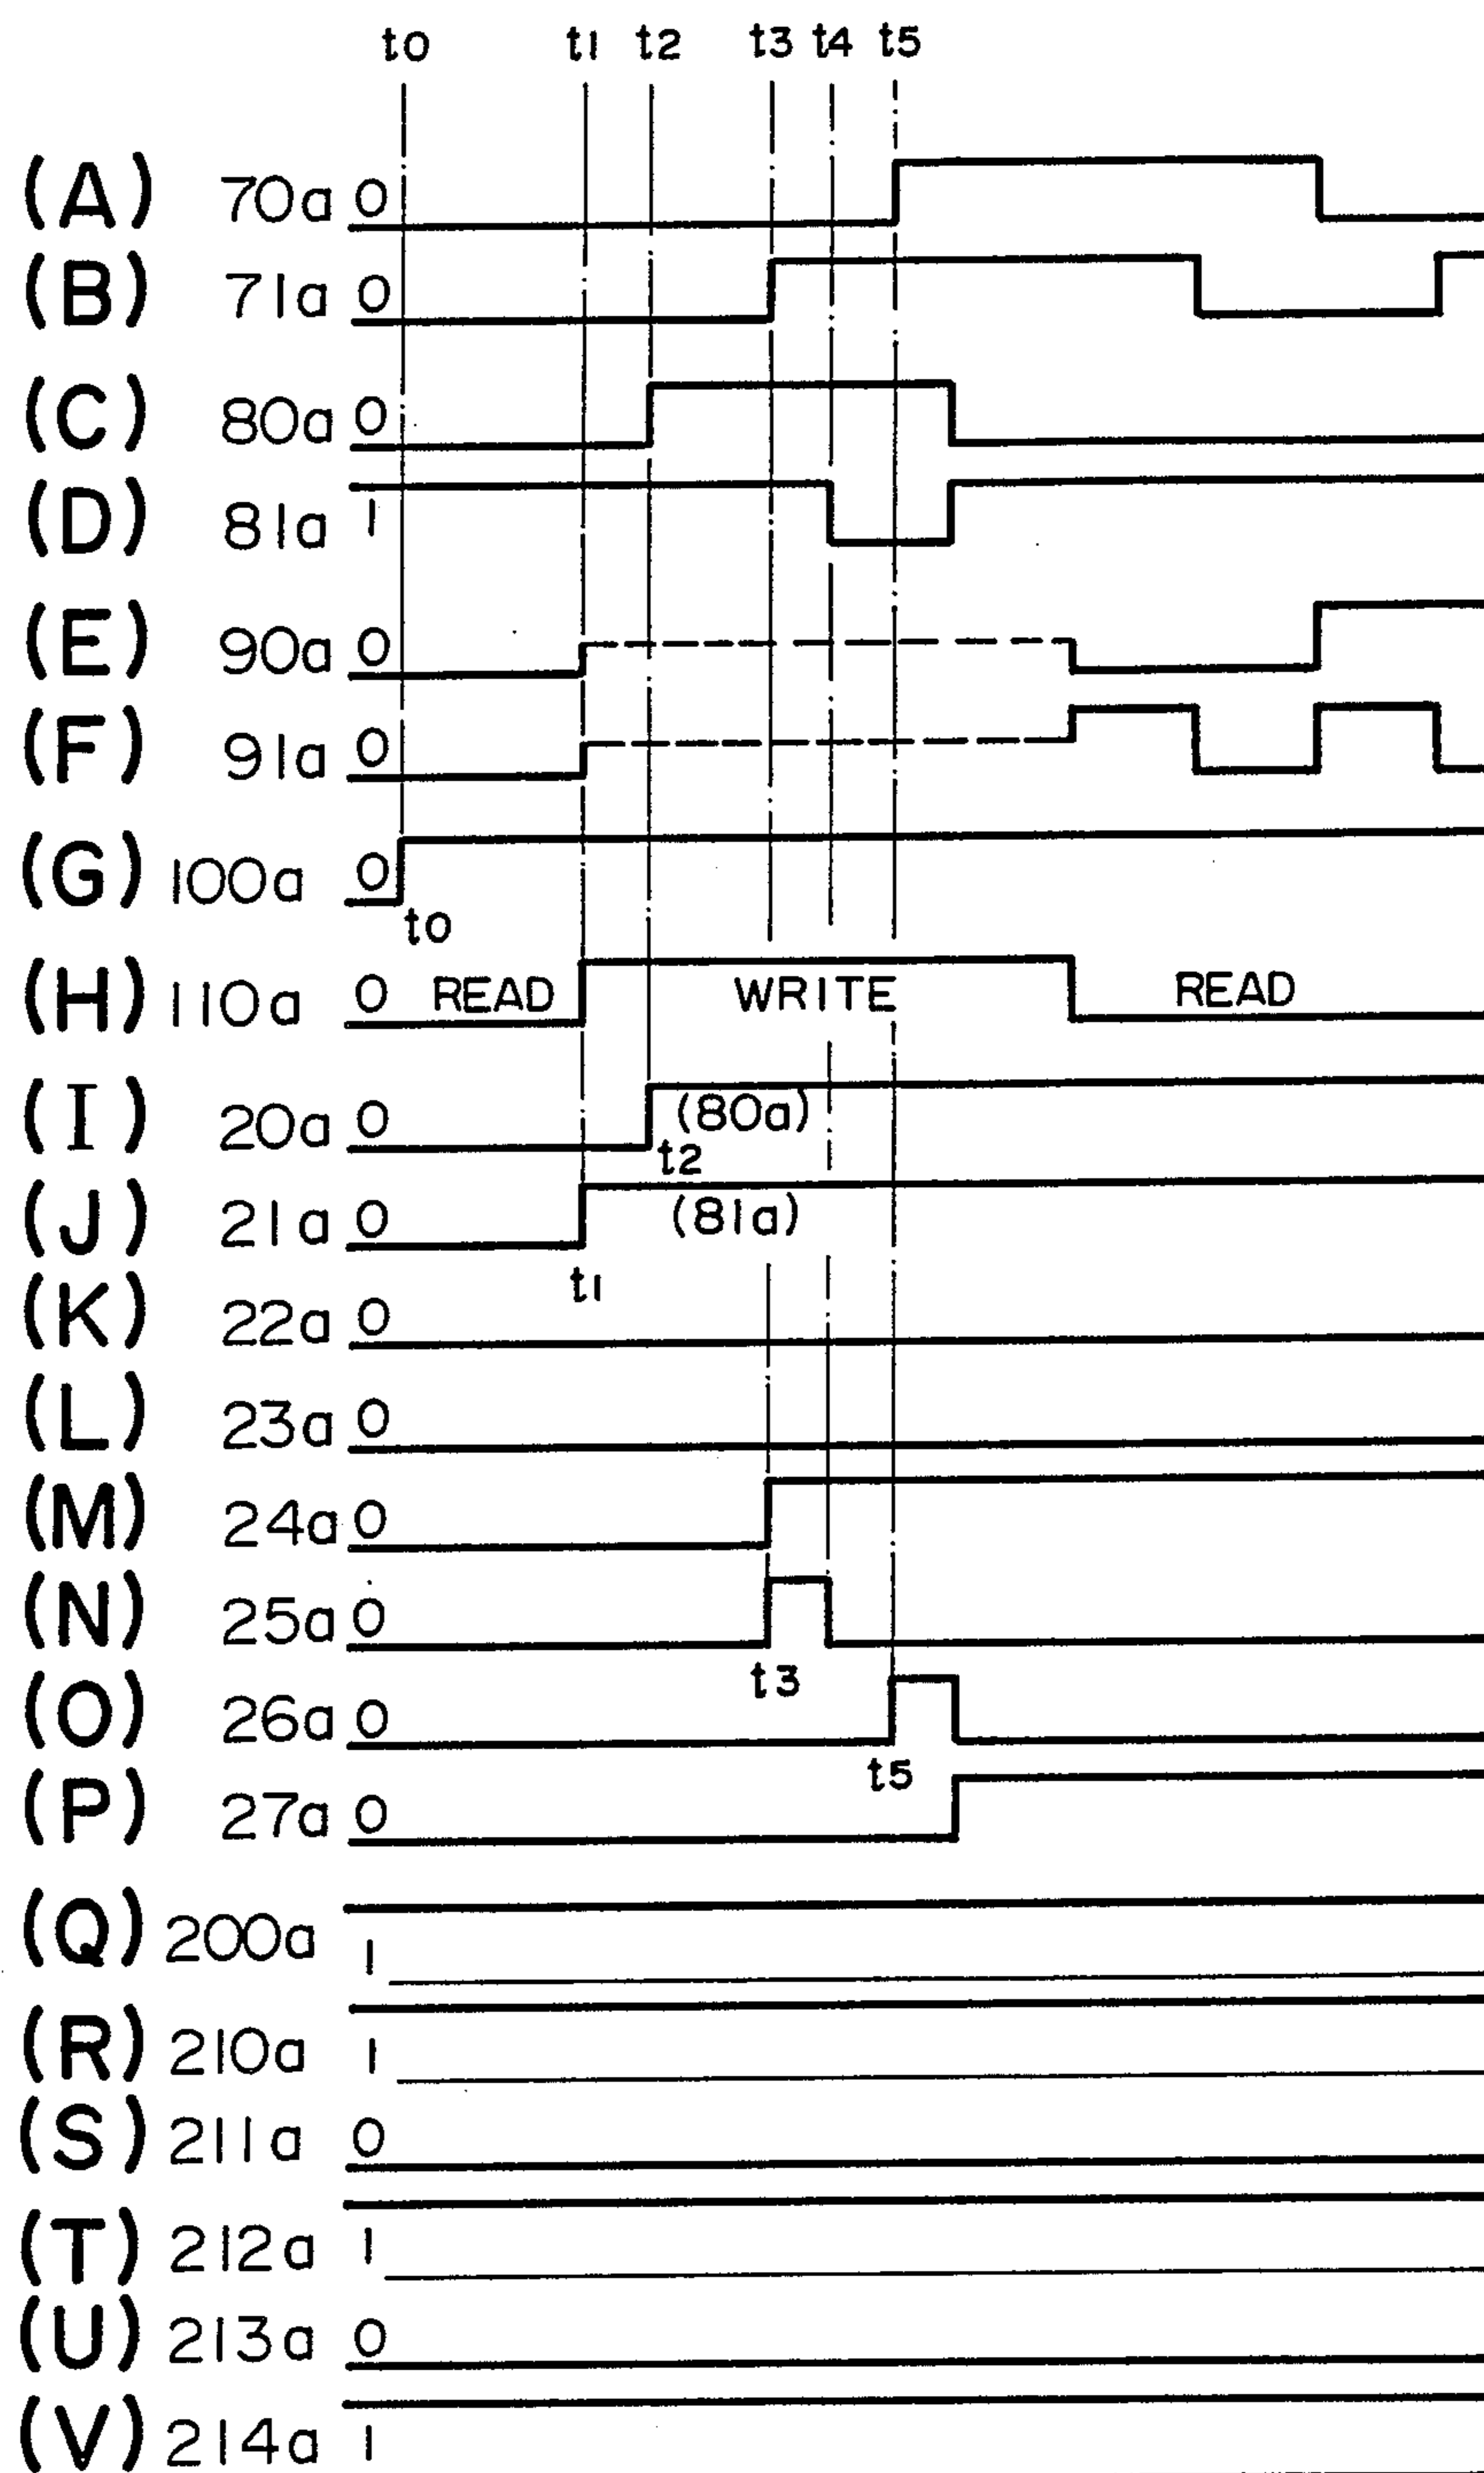 t0 t1 t2 t3 t4 t5
(A) 70a 0
(B) 71a 0
(C) 80a 0
(D) 81a 1
(E) 90a 0
(F) 91a 0
(G) 100a 0
t0
(H) 110a 0 READ WRITE READ
(I) 20a 0 (80a)
t2
(J) 21a 0 (81a)
t1
(K) 22a 0
(L) 23a 0
(M) 24a 0
(N) 25a 0
t3
(O) 26a 0
t5
(P) 27a 0
(Q) 200a 1
(R) 210a 1
(S) 211a 0
(T) 212a 1
(U) 213a 0
(V) 214a 1